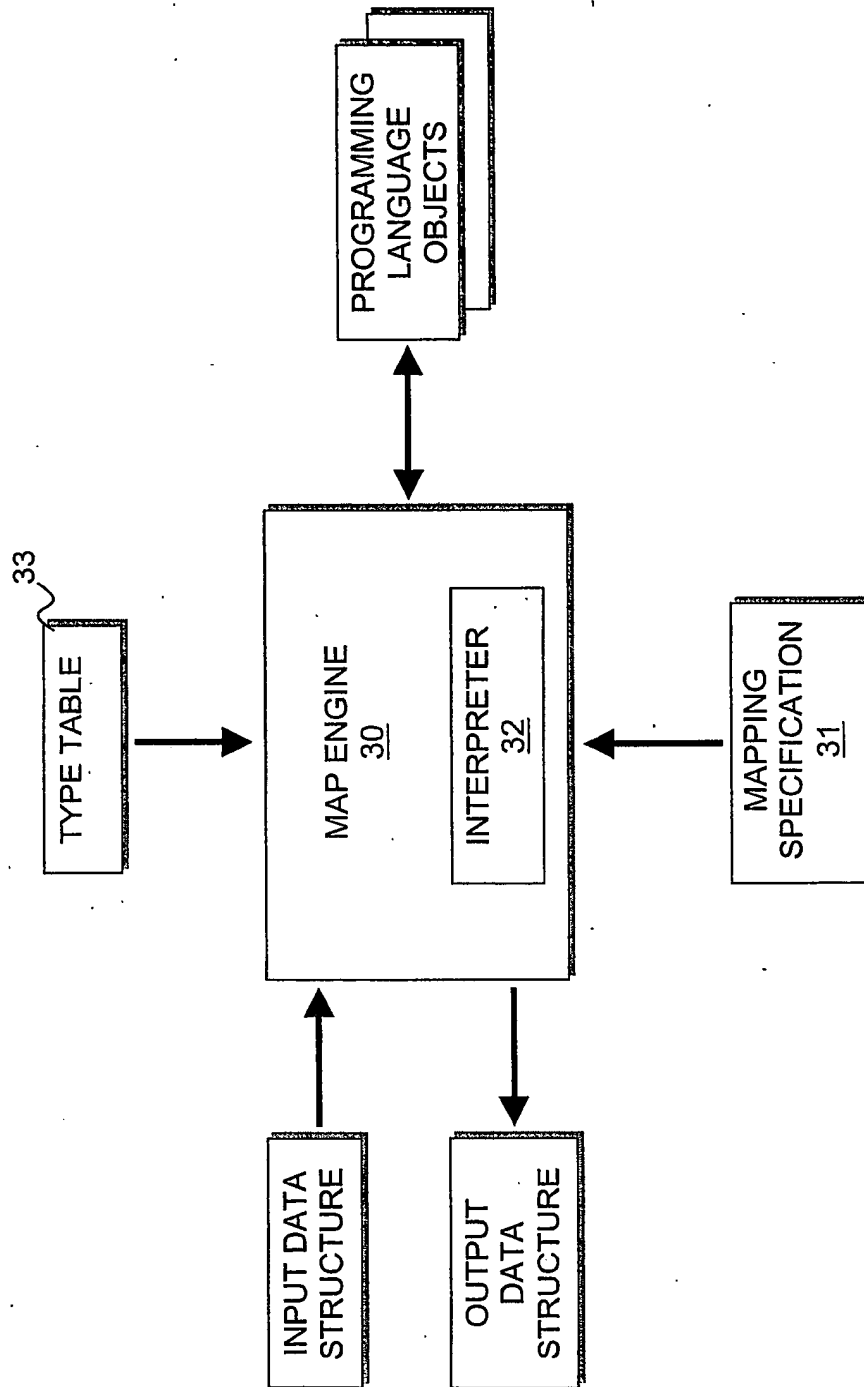 33
TYPE TABLE
INPUT DATA
STRUCTURE
OUTPUT
DATA
STRUCTURE
MAP ENGINE
30
INTERPRETER
32
PROGRAMMING
LANGUAGE
OBJECTS
MAPPING
SPECIFICATION
31